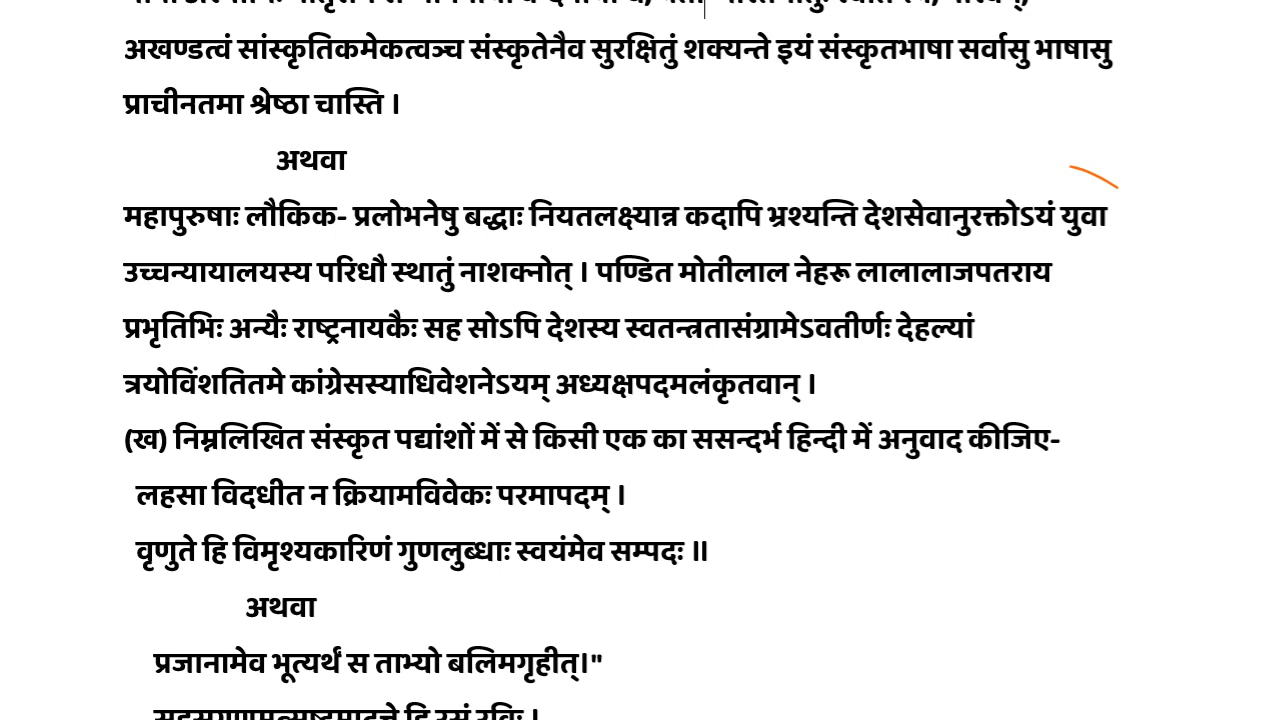 अखण्डत्वं सांस्कृतिकमेकत्वञ्च संस्कृतेनैव सुरक्षितुं शक्यन्ते इयं संस्कृतभाषा सर्वासु भाषासु
प्राचीनतमा श्रेष्ठा चास्ति ।
अथवा
महापुरुषाः लौकिक- प्रलोभनेषु बद्धाः नियतलक्ष्यान्न कदापि भ्रश्यन्ति देशसेवानुरक्तोऽयं युवा
उच्चन्यायालयस्य परिधौ स्थातुं नाशक्नोत् । पण्डित मोतीलाल नेहरू लालालाजपतराय
प्रभृतिभिः अन्यैः राष्ट्रनायकैः सह सोऽपि देशस्य स्वतन्त्रतासंग्रामेऽवतीर्णः देहल्यां
त्रयोविंशतितमे कांग्रेसस्याधिवेशनेऽयम् अध्यक्षपदमलंकृतवान् ।
(ख) निम्नलिखित संस्कृत पद्यांशों में से किसी एक का ससन्दर्भ हिन्दी में अनुवाद कीजिए-
लहसा विदधीत न क्रियामविवेकः परमापदम् ।
वृणुते हि विमृश्यकारिणं गुणलुब्धाः स्वयंमेव सम्पदः ॥
अथवा
प्रजानामेव भूत्यर्थं स ताभ्यो बलिमगृहीत्।"